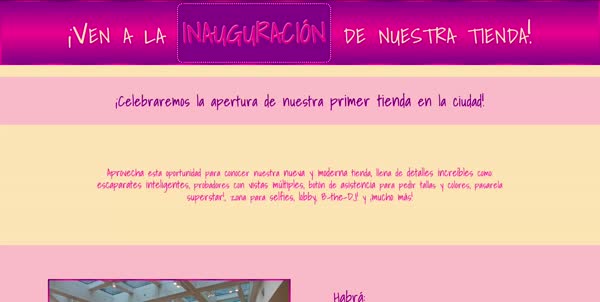 ¡Ven a la INAUGURACIÓN de nuestra tienda!
¡Celebraremos la apertura de nuestra primer tienda en la ciudad!
Aprovecha esta oportunidad para conocer nuestra nueva y moderna tienda, llena de detalles increíbles como
escaparates inteligentes, probadores con vistas múltiples, botón de asistencia para pedir tallas y colores, pasarela
superstar!, zona para selfies, lobby, B-the-DJ! y ¡mucho más!
Habrá: